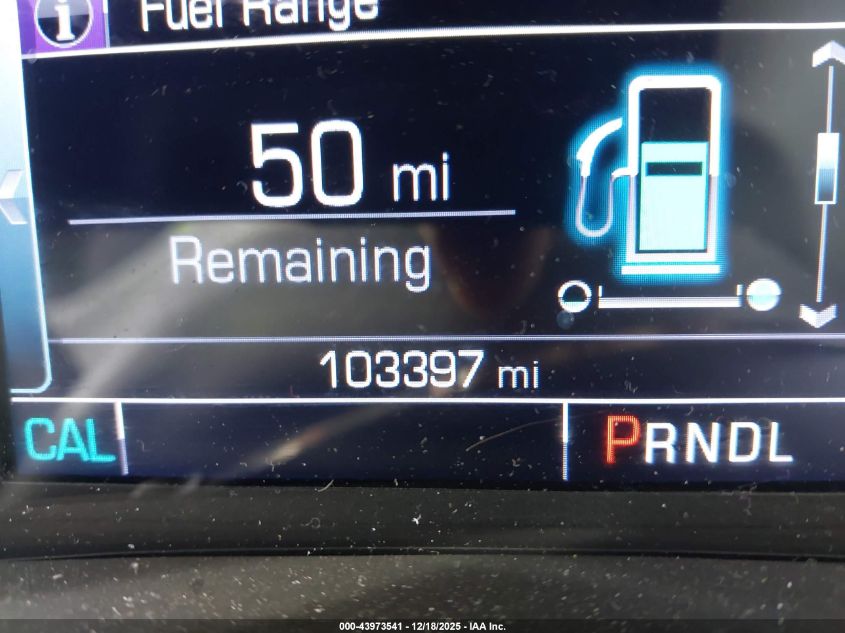 i Fuel Range
50 mi
Remaining
103397 mi
CAL PRNDL
000-43973541 - 12/18/2025 - IAA Inc.